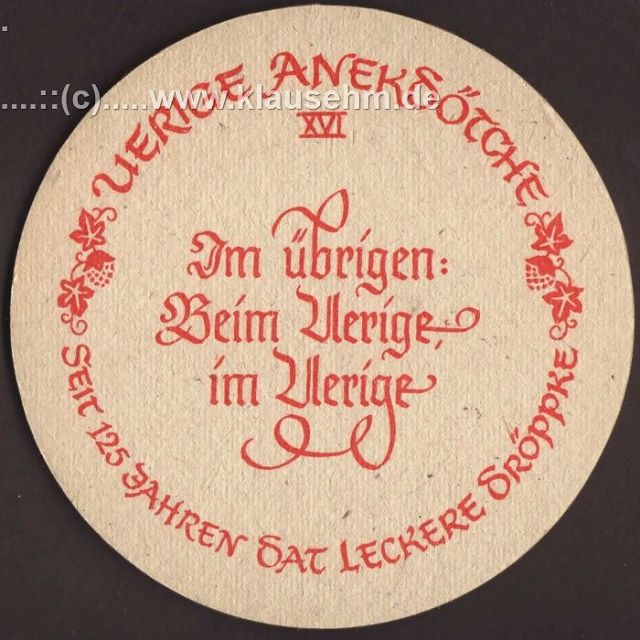 .
.....::(c).....www.klausehm.de
UERIGE ANEKDÖTCHE
XVI
Im übrigen:
Beim Uerige,
im Uerige
SEIT 125 JAHREN DAT LECKERE DRÖPPKE